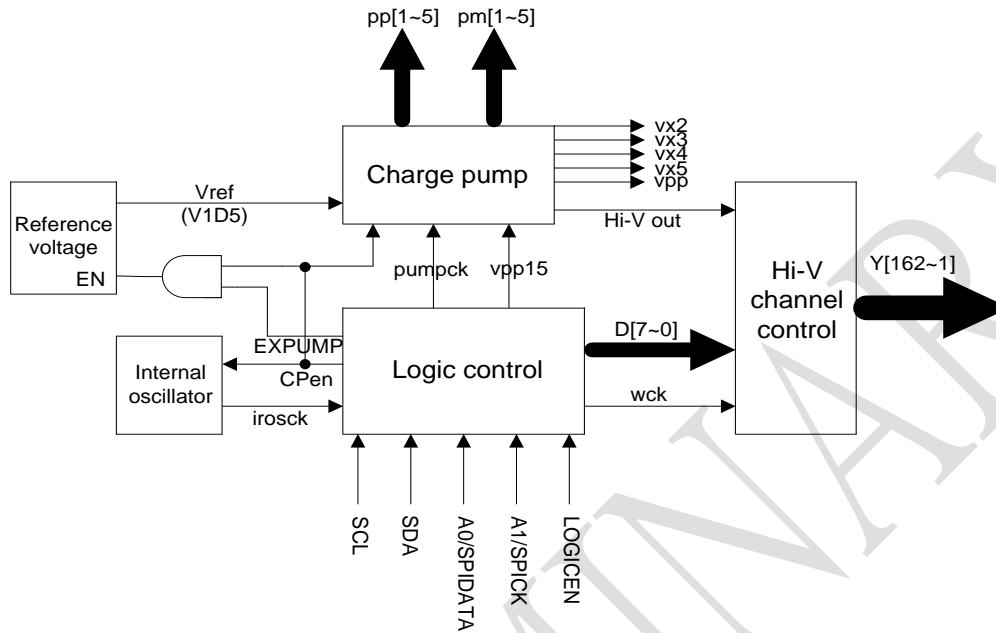 pp[1~5]
pm[1~5]
vx2
vx3
vx4
vx5
vpp
Charge pump
Vref
(V1D5)
Reference
voltage
EN
Hi-V out
pumpck
vpp15
Hi-V
channel
control
Y[162~1]
EXPUMP
CPen
Internal
oscillator
irosck
Logic control
D[7~0]
wck
SCL
SDA
A0/SPIDATA
A1/SPICK
LOGICEN
MINAR